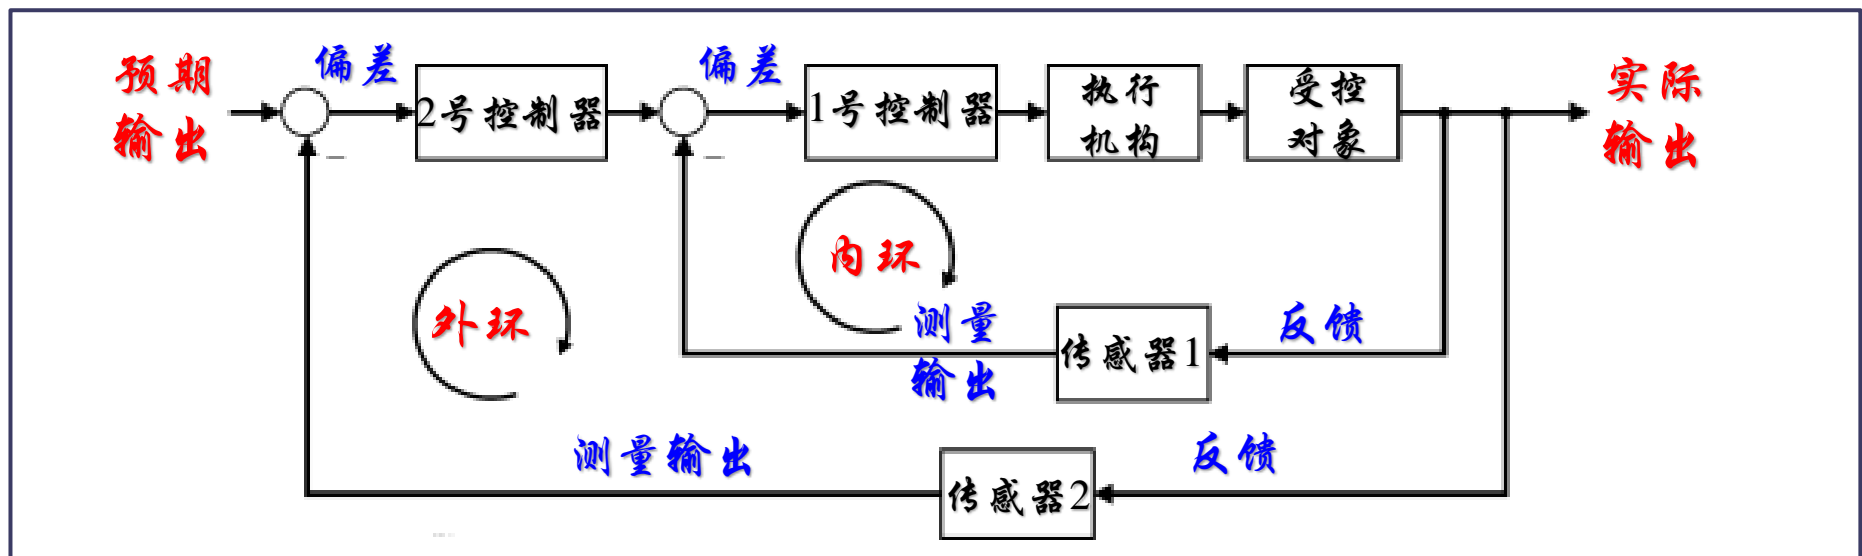 预期
输出
偏差
2号控制器
偏差
1号控制器
执行
机构
受控
对象
实际
输出
内环
外环
测量
输出
传感器1
反馈
测量输出
传感器2
反馈